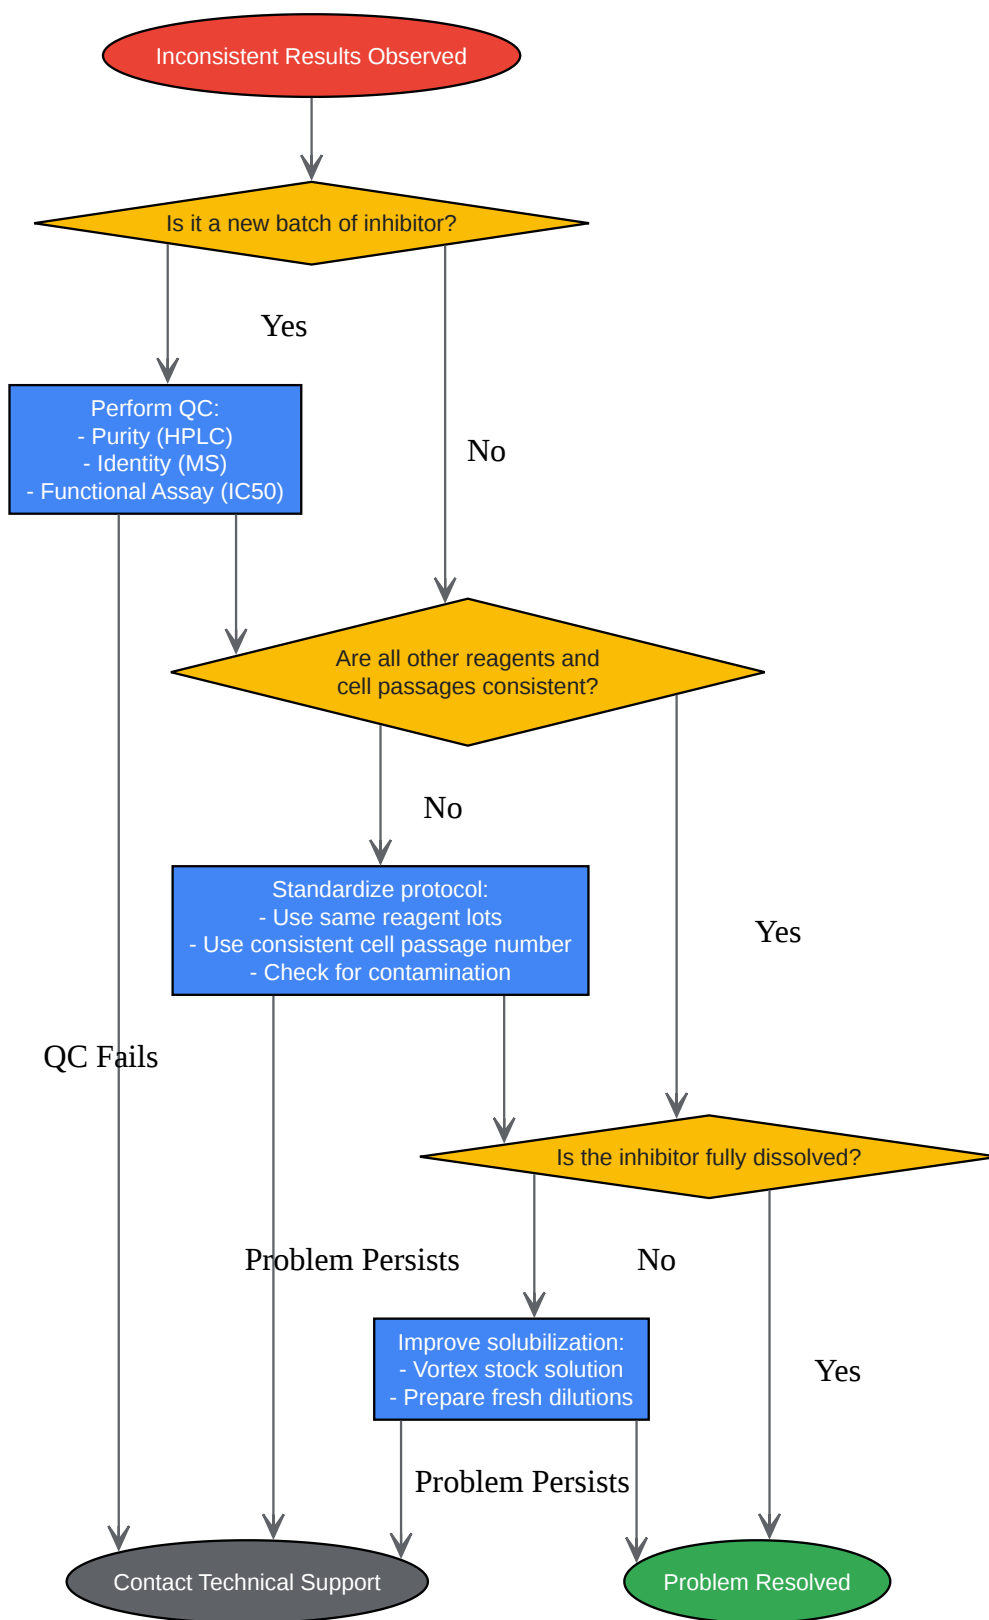 Inconsistent Results Observed
Is it a new batch of inhibitor?
Yes
Perform QC:
- Purity (HPLC)
- Identity (MS)
- Functional Assay (IC50)
No
Are all other reagents and
cell passages consistent?
No
Standardize protocol:
- Use same reagent lots
- Use consistent cell passage number
- Check for contamination
Yes
QC Fails
Is the inhibitor fully dissolved?
Problem Persists
No
Improve solubilization:
- Vortex stock solution
- Prepare fresh dilutions
Yes
Problem Persists
Contact Technical Support
Problem Resolved